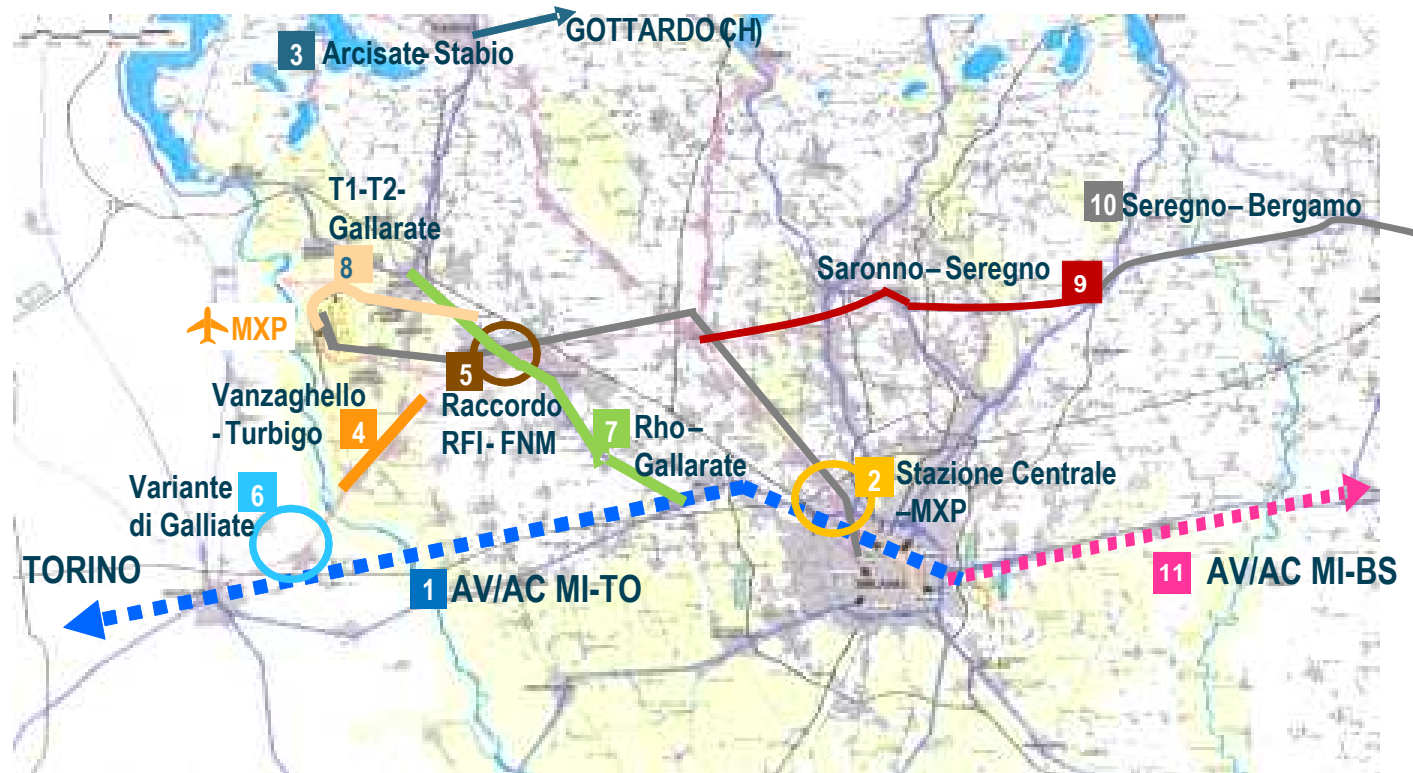 GOTTARDO CH)
3 Arcisate-Stabio
T1-T2-
Gallarate
8
10 Seregno–Bergamo
Saronno–Seregno 9
MXP
5
Raccordo
RFI-FNM
Vanzaghello
-Turbigo 4
7 Rho–
Gallarate
2 Stazione Centrale
–MXP
Variante 6
di Galliate
TORINO
1 AV/AC MI-TO
11 AV/AC MI-BS